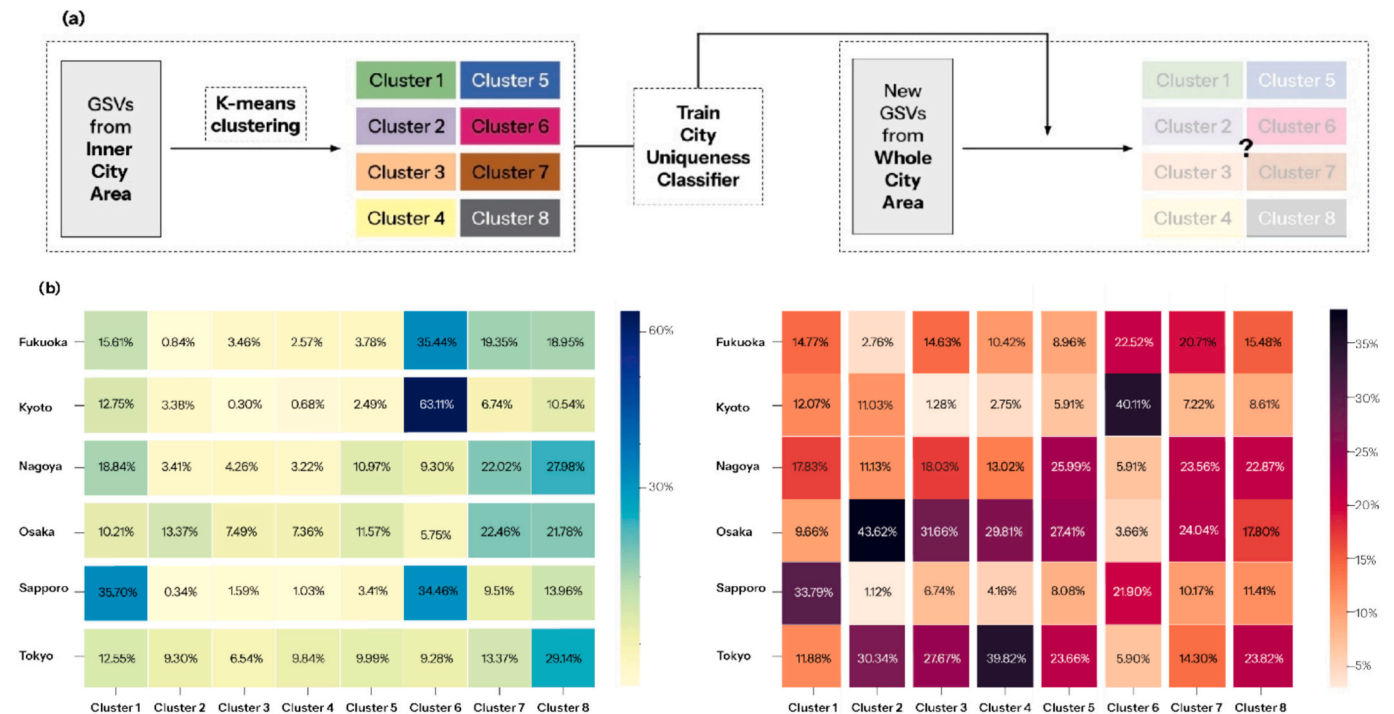 (a)
GSVs
from
Inner
City
Area
K-means
clustering
Cluster 1 Cluster 5
Cluster 2 Cluster 6
Cluster 3 Cluster 7
Cluster 4 Cluster 8
Train
City
Uniqueness
Classifier
New
GSVs
from
Whole
City
Area
Cluster 1 Cluster 5
Cluster 2 Cluster 6
?
Cluster 3 Cluster 7
Cluster 4 Cluster 8
(b)
Fukuoka 15.61% 0.84% 3.46% 2.57% 3.78% 35.44% 19.35% 18.95%
Kyoto 12.75% 3.38% 0.30% 0.68% 2.49% 63.11% 6.74% 10.54%
Nagoya 18.84% 3.41% 4.26% 3.22% 10.97% 9.30% 22.02% 27.98%
Osaka 10.21% 13.37% 7.49% 7.36% 11.57% 5.75% 22.46% 21.78%
Sapporo 35.70% 0.34% 1.59% 1.03% 3.41% 34.46% 9.51% 13.96%
Tokyo 12.55% 9.30% 6.54% 9.84% 9.99% 9.28% 13.37% 29.14%
Cluster 1 Cluster 2 Cluster 3 Cluster 4 Cluster 5 Cluster 6 Cluster 7 Cluster 8
60%
30%
Fukuoka 14.77% 2.76% 14.63% 10.42% 8.96% 22.52% 20.71% 15.48%
Kyoto 12.07% 11.03% 1.28% 2.75% 5.91% 40.11% 7.22% 8.61%
Nagoya 17.83% 11.13% 18.03% 13.02% 25.99% 5.91% 23.56% 22.87%
Osaka 9.66% 43.62% 31.66% 29.81% 27.41% 3.66% 24.04% 17.80%
Sapporo 33.79% 1.12% 6.74% 4.16% 8.08% 21.90% 10.17% 11.41%
Tokyo 11.88% 30.34% 27.67% 39.82% 23.66% 5.90% 14.30% 23.82%
Cluster 1 Cluster 2 Cluster 3 Cluster 4 Cluster 5 Cluster 6 Cluster 7 Cluster 8
35%
30%
25%
20%
15%
10%
5%